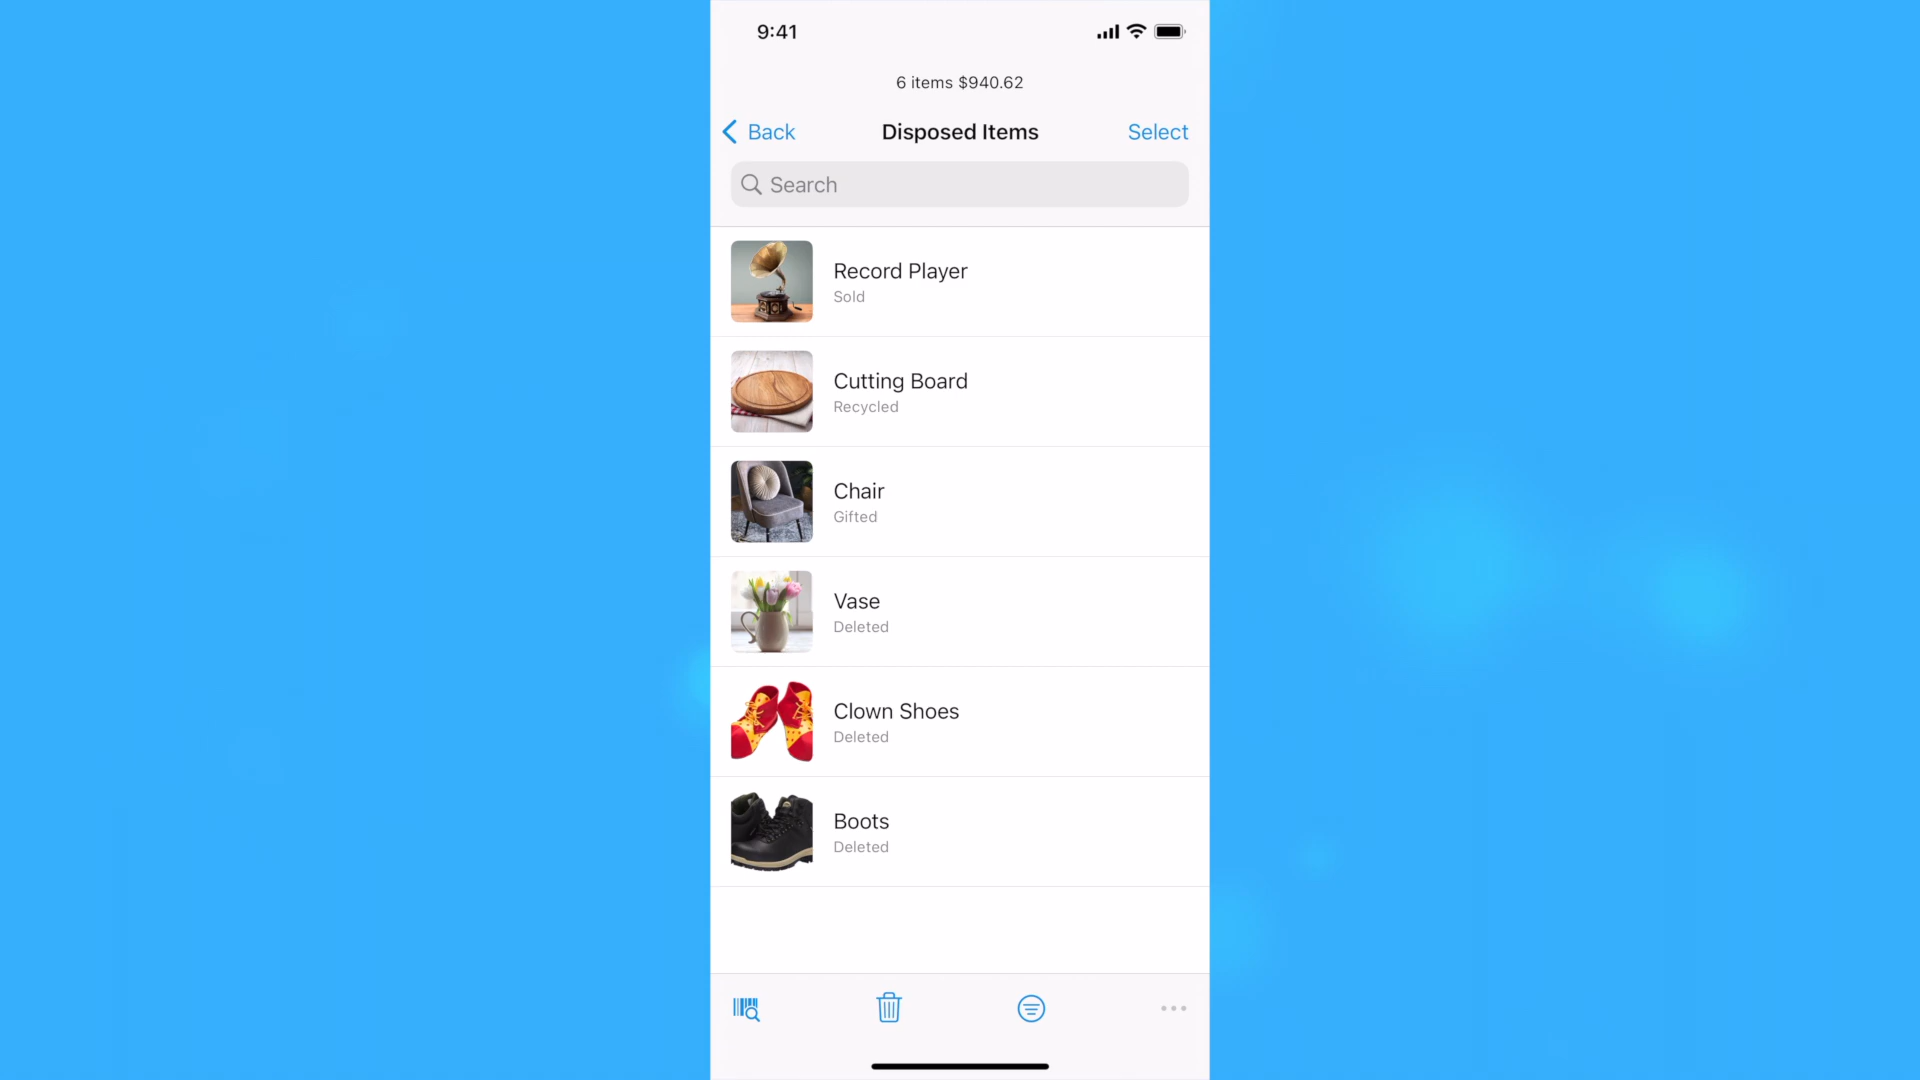 9:41
6 items $940.62
Back
Disposed Items
Select
Search
Record Player
Sold
Cutting Board
Recycled
Chair
Gifted
Vase
Deleted
Clown Shoes
Deleted
Boots
Deleted